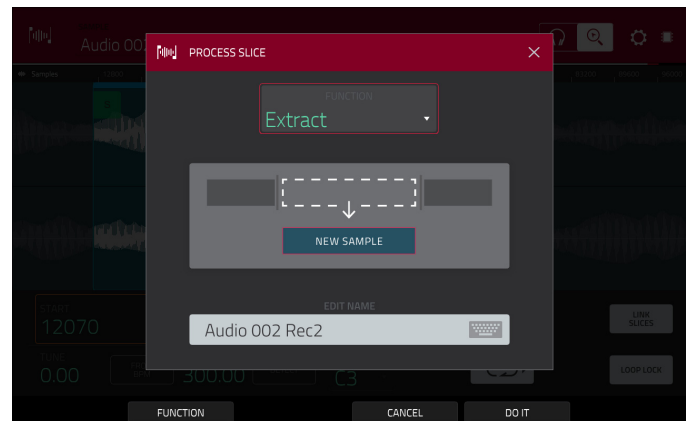 Audio 002
PROCESS SLICE
Samples
FUNCTION
Extract
NEW SAMPLE
EDIT NAME
Audio 002 Rec2
START
12070
LINK
SLICES
TUNE
0.00
300.00
C3
LOOP LOCK
FUNCTION
CANCEL
DO IT